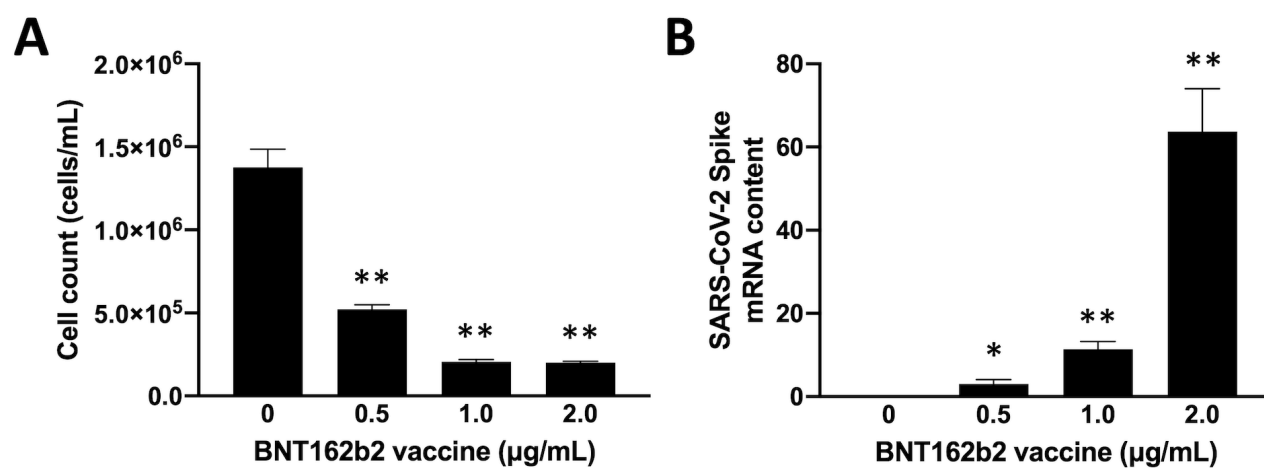 A
Cell count (cells/mL)
2.0×10⁶
1.5×10⁶
1.0×10⁶
5.0×10⁵
0.0
**
**
**
0 0.5 1.0 2.0
BNT162b2 vaccine (μg/mL)
B
SARS-CoV-2 Spike
mRNA content
80
60
40
20
0
*
**
**
0 0.5 1.0 2.0
BNT162b2 vaccine (μg/mL)